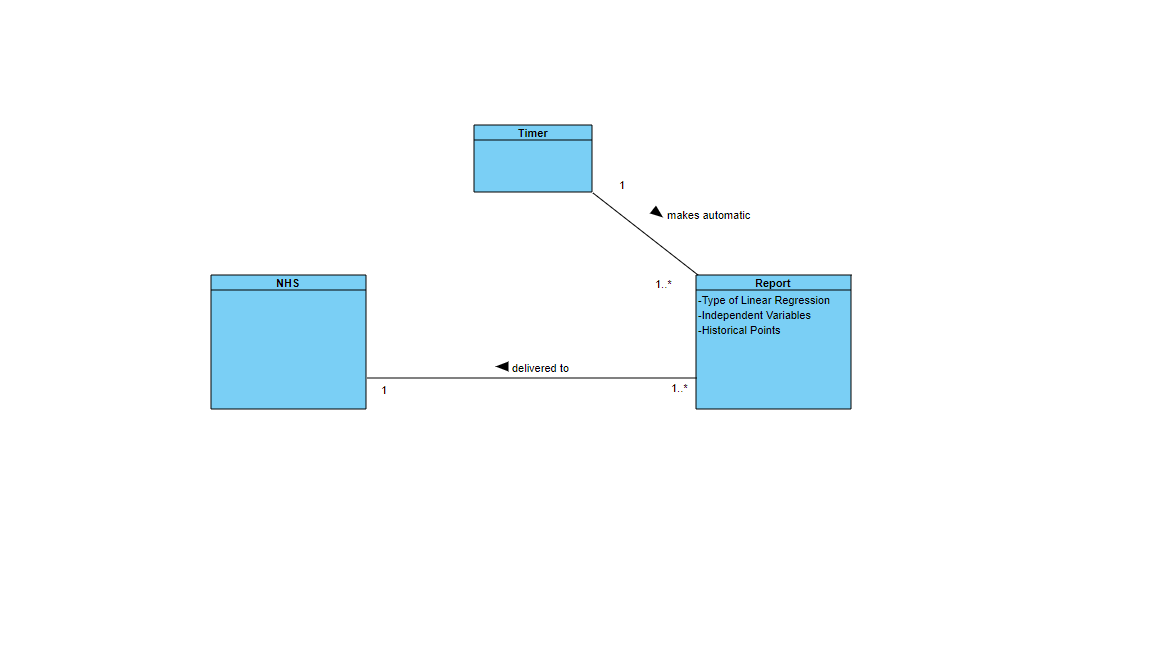 Timer
1
makes automatic
1..*
NHS
Report
-Type of Linear Regression
-Independent Variables
-Historical Points
delivered to
1
1..*